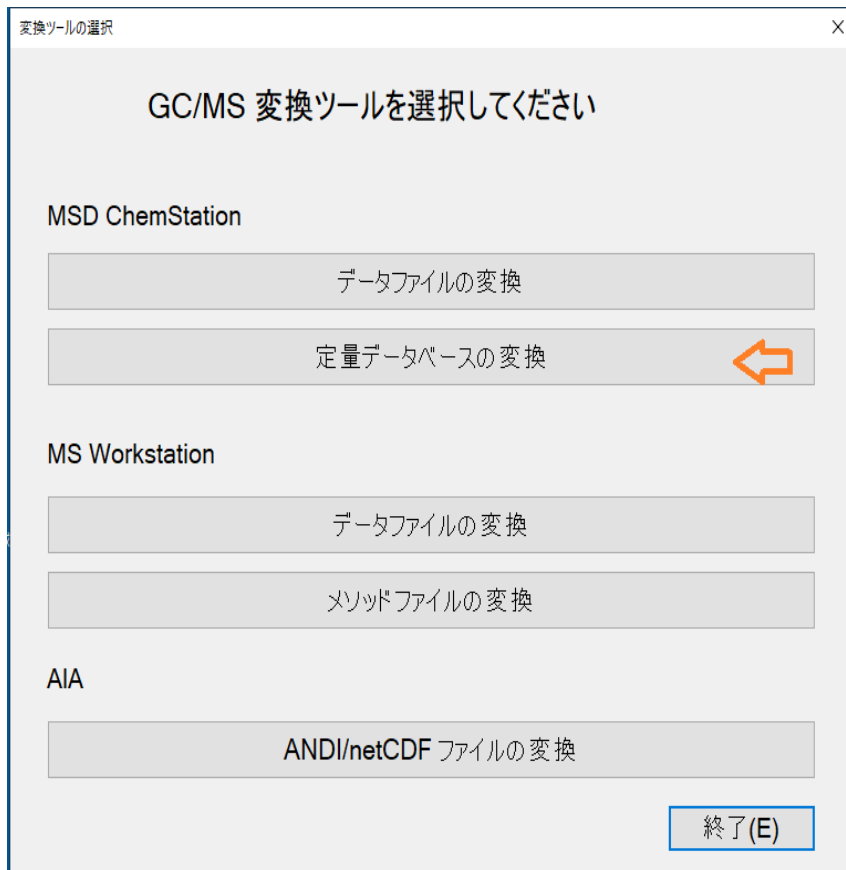 変換ツールの選択
GC/MS 変換ツールを選択してください
MSD ChemStation
データファイルの変換
定量データベースの変換
MS Workstation
データファイルの変換
メソッドファイルの変換
AIA
ANDI/netCDF ファイルの変換
終了(E)